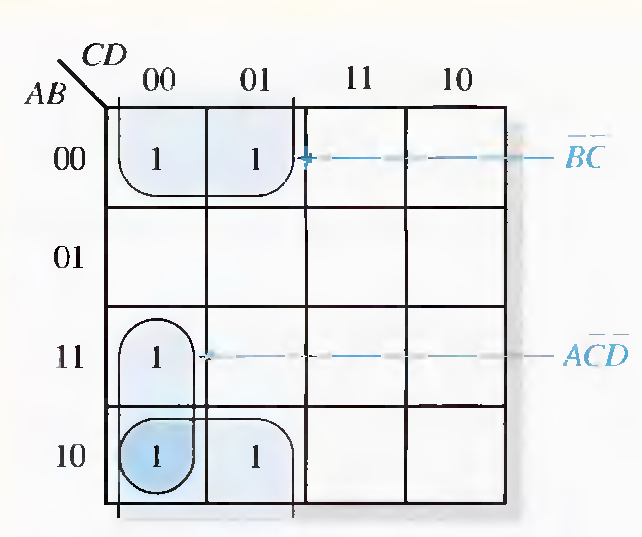 CD
AB 00 01 11 10
00 1 1 B̅C̅
01
11 1 AC̅D̅
10 1 1